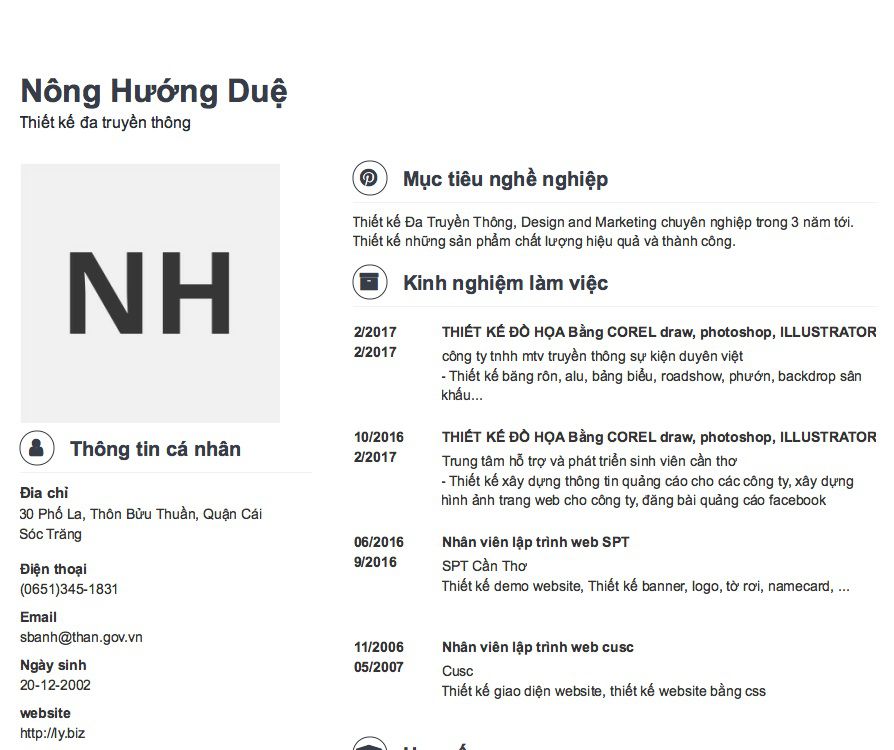 Nông Hướng Duệ
Thiết kế đa truyền thông
NH
Thông tin cá nhân
Đia chỉ
30 Phố La, Thôn Bửu Thuần, Quận Cái
Sóc Trăng
Điện thoại
(0651)345-1831
Email
sbanh@than.gov.vn
Ngày sinh
20-12-2002
website
http://ly.biz
Mục tiêu nghề nghiệp
Thiết kế Đa Truyền Thông, Design and Marketing chuyên nghiệp trong 3 năm tới.
Thiết kế những sản phẩm chất lượng hiệu quả và thành công.
Kinh nghiệm làm việc
2/2017
2/2017
THIẾT KẾ ĐỒ HỌA Bằng COREL draw, photoshop, ILLUSTRATOR
công ty tnhh mtv truyền thông sự kiện duyên việt
- Thiết kế băng rôn, alu, bảng biểu, roadshow, phướn, backdrop sân
khấu...
10/2016
2/2017
THIẾT KẾ ĐỒ HỌA Bằng COREL draw, photoshop, ILLUSTRATOR
Trung tâm hỗ trợ và phát triển sinh viên cần thơ
- Thiết kế xây dựng thông tin quảng cáo cho các công ty, xây dựng
hình ảnh trang web cho công ty, đăng bài quảng cáo facebook
06/2016
9/2016
Nhân viên lập trình web SPT
SPT Cần Thơ
Thiết kế demo website, Thiết kế banner, logo, tờ rơi, namecard, ...
11/2006
05/2007
Nhân viên lập trình web cusc
Cusc
Thiết kế giao diện website, thiết kế website bằng css